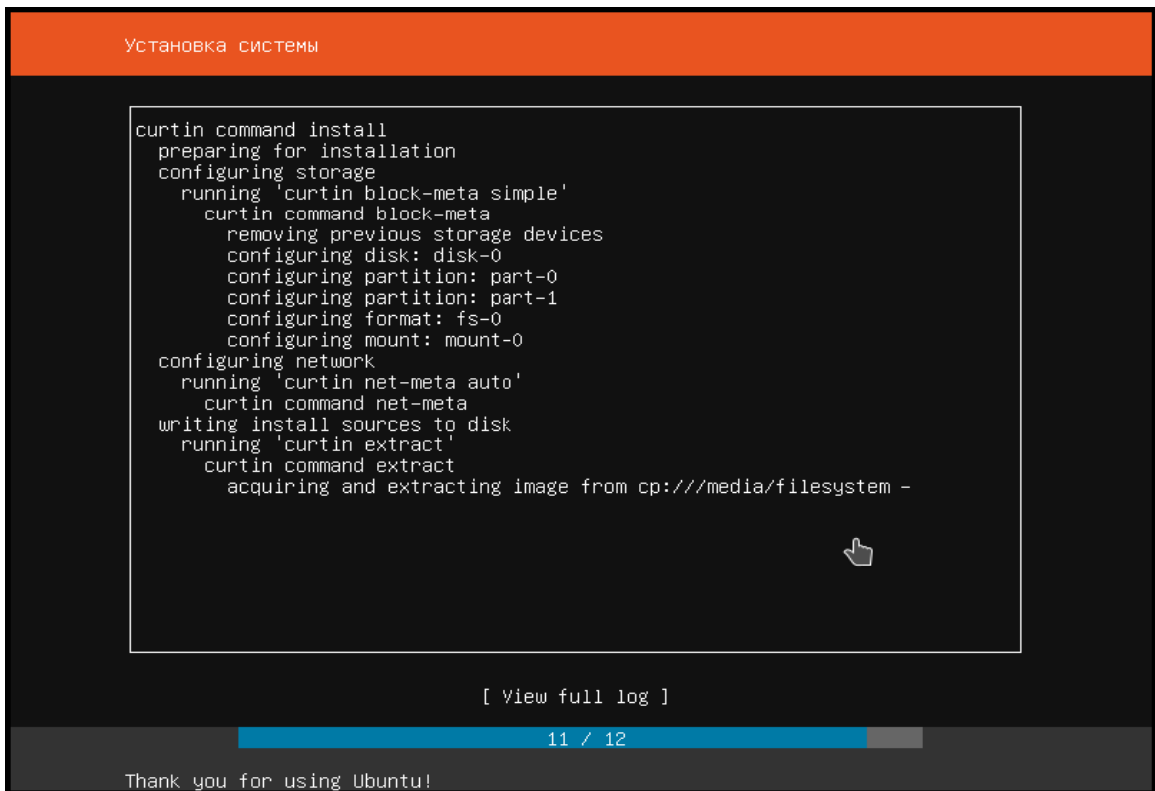 Установка системы
curtin command install
preparing for installation
configuring storage
running 'curtin block-meta simple'
curtin command block-meta
removing previous storage devices
configuring disk: disk-0
configuring partition: part-0
configuring partition: part-1
configuring format: fs-0
configuring mount: mount-0
configuring network
running 'curtin net-meta auto'
curtin command net-meta
writing install sources to disk
running 'curtin extract'
curtin command extract
acquiring and extracting image from cp:///media/filesystem -
[ View full log ]
11 / 12
Thank you for using Ubuntu!